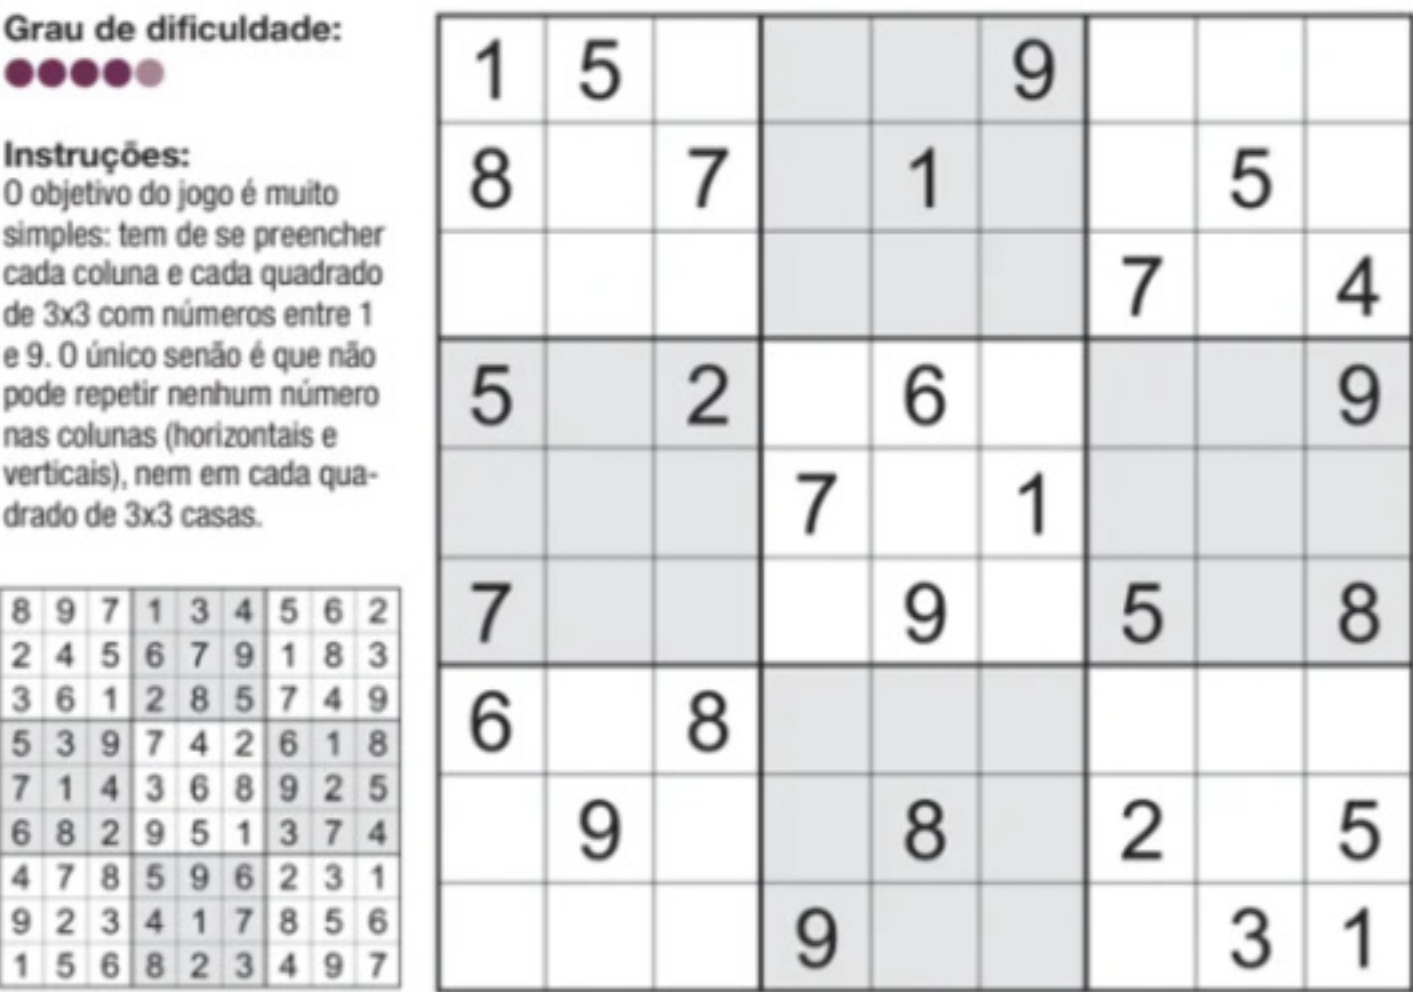 Grau de dificuldade:
Instruções:
O objetivo do jogo é muito
simples: tem de se preencher
cada coluna e cada quadrado
de 3x3 com números entre 1
e 9. O único senão é que não
pode repetir nenhum número
nas colunas (horizontais e
verticais), nem em cada qua-
drado de 3x3 casas.
8 9 7 1 3 4 5 6 2
2 4 5 6 7 9 1 8 3
3 6 1 2 8 5 7 4 9
5 3 9 7 4 2 6 1 8
7 1 4 3 6 8 9 2 5
6 8 2 9 5 1 3 7 4
4 7 8 5 9 6 2 3 1
9 2 3 4 1 7 8 5 6
1 5 6 8 2 3 4 9 7
1 5 9
8 7 1 5
7 4
5 2 6 9
7 1
7 9 5 8
6 8
9 8 2 5
9 3 1